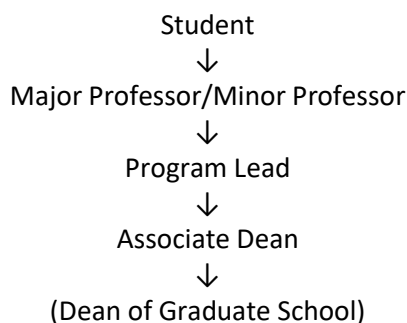 Student
↓
Major Professor/Minor Professor
↓
Program Lead
↓
Associate Dean
↓
(Dean of Graduate School)